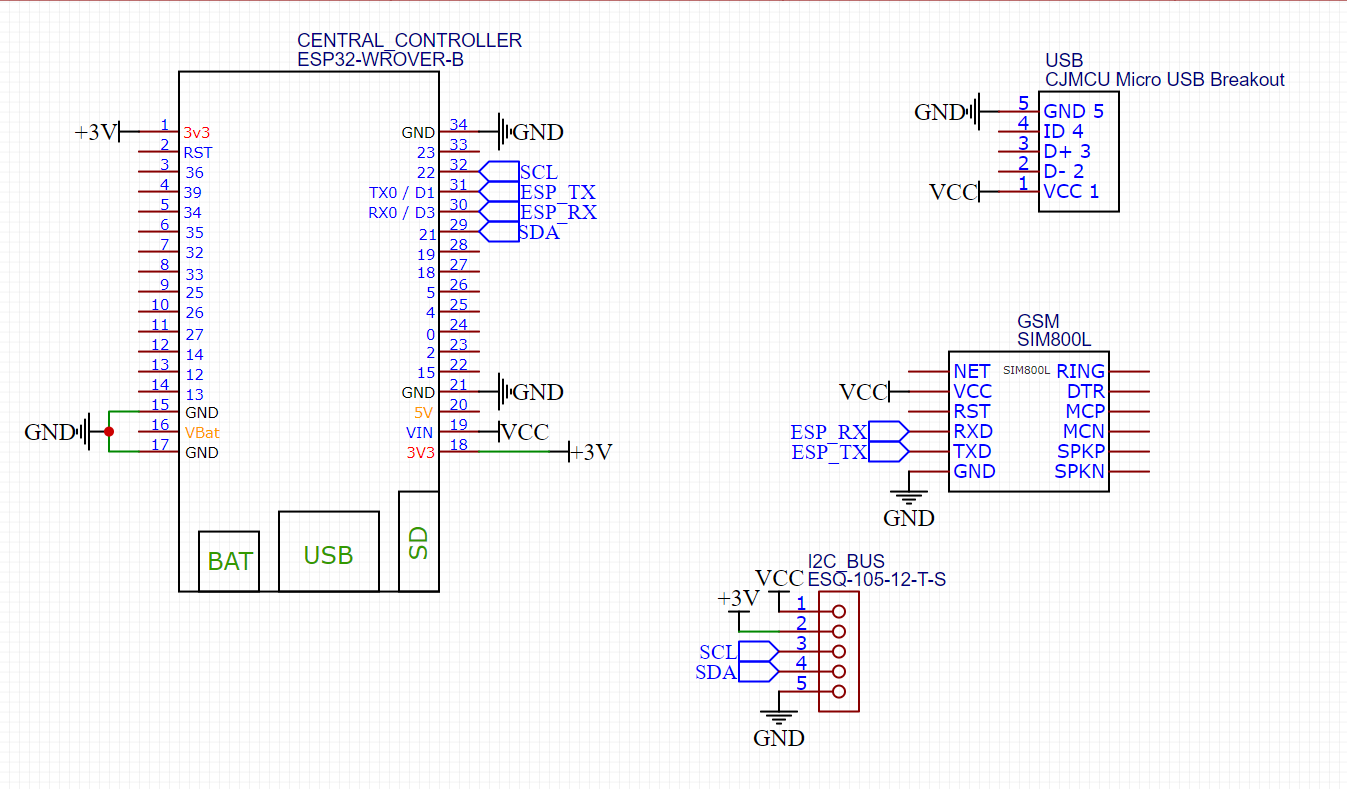 CENTRAL_CONTROLLER
ESP32-WROVER-B
+3V 1 3v3
2 RST
3 36
4 39
5 34
6 35
7 32
8 33
9 25
10 26
11 27
12 14
13 12
14 13
15 GND
GND 16 VBat
17 GND
GND 34 GND
23 33
22 32 SCL
TX0 / D1 31 ESP_TX
RX0 / D3 30 ESP_RX
21 29 SDA
19 28
18 27
5 26
4 25
0 24
2 23
15 22
GND 21 GND
5V 20
VIN 19 VCC
3V3 18 +3V
BAT
USB
SD
USB
CJMCU Micro USB Breakout
GND 5 GND 5
4 ID 4
3 D+ 3
2 D- 2
VCC 1 VCC 1
GSM
SIM800L
NET SIM800L RING
VCC VCC DTR
RST MCP
ESP_RX RXD MCN
ESP_TX TXD SPKP
GND SPKN
GND
I2C_BUS
ESQ-105-12-T-S
VCC 1
+3V 2
SCL 3
SDA 4
5
GND